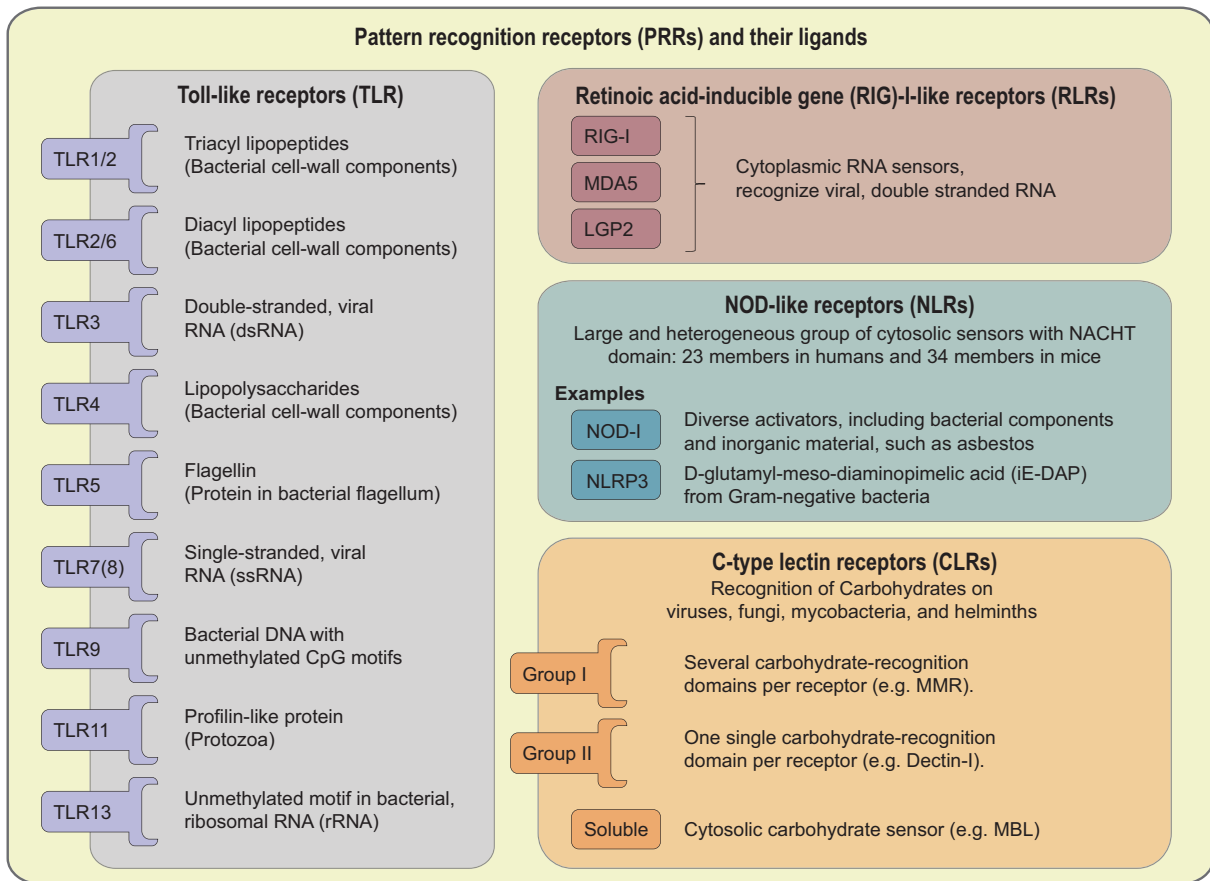 Pattern recognition receptors (PRRs) and their ligands
Toll-like receptors (TLR)
TLR1/2
Triacyl lipopeptides
(Bacterial cell-wall components)
TLR2/6
Diacyl lipopeptides
(Bacterial cell-wall components)
TLR3
Double-stranded, viral
RNA (dsRNA)
TLR4
Lipopolysaccharides
(Bacterial cell-wall components)
TLR5
Flagellin
(Protein in bacterial flagellum)
TLR7(8)
Single-stranded, viral
RNA (ssRNA)
TLR9
Bacterial DNA with
unmethylated CpG motifs
TLR11
Profilin-like protein
(Protozoa)
TLR13
Unmethylated motif in bacterial,
ribosomal RNA (rRNA)
Retinoic acid-inducible gene (RIG)-I-like receptors (RLRs)
RIG-I
MDA5
LGP2
Cytoplasmic RNA sensors,
recognize viral, double stranded RNA
NOD-like receptors (NLRs)
Large and heterogeneous group of cytosolic sensors with NACHT
domain: 23 members in humans and 34 members in mice
Examples
NOD-I
Diverse activators, including bacterial components
and inorganic material, such as asbestos
NLRP3
D-glutamyl-meso-diaminopimelic acid (iE-DAP)
from Gram-negative bacteria
C-type lectin receptors (CLRs)
Recognition of Carbohydrates on
viruses, fungi, mycobacteria, and helminths
Group I
Several carbohydrate-recognition
domains per receptor (e.g. MMR).
Group II
One single carbohydrate-recognition
domain per receptor (e.g. Dectin-I).
Soluble
Cytosolic carbohydrate sensor (e.g. MBL)